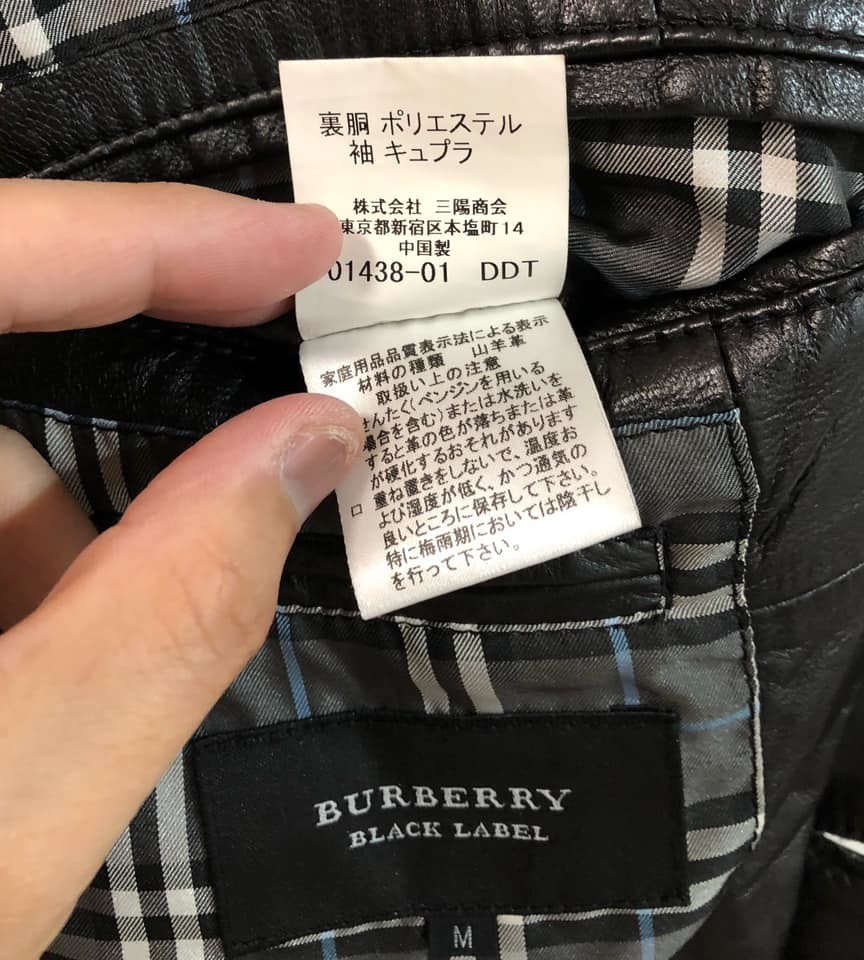 裏胴 ポリエステル
袖 キュプラ
株式会社 三陽商会
東京都新宿区本塩町14
中国製
01438-01 DDT
家庭用品品質表示法による表示
材料の種類 山羊革
取扱い上の注意
せんたく(ベンジンを用いる
場合を含む)または水洗いを
すると革の色が落ちまたは革
が硬化するおそれがあります
重ね置きをしないで、温度お
よび湿度が低く、かつ通気の
良いところに保存して下さい。
特に梅雨期においては陰干し
を行って下さい。
BURBERRY
BLACK LABEL
M